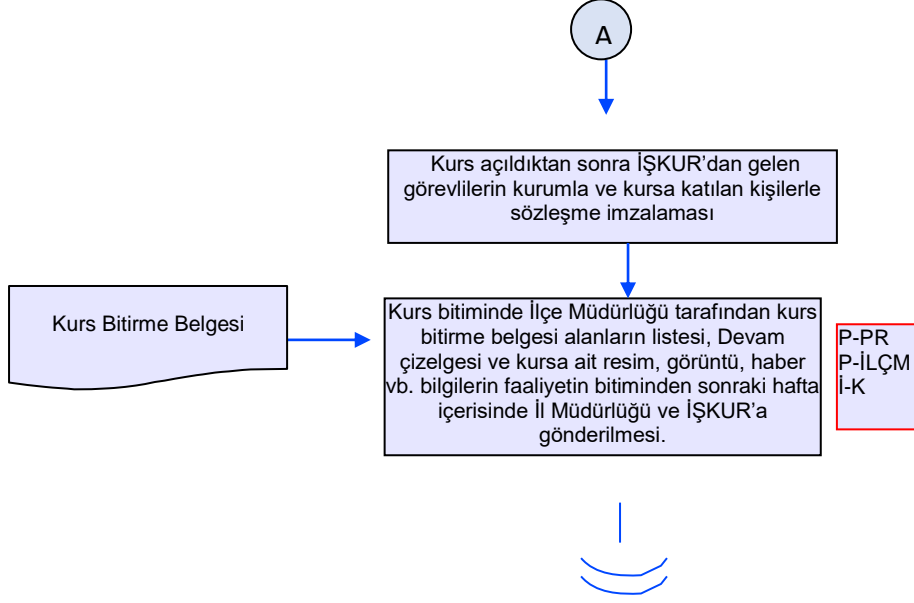 A
Kurs açıldıktan sonra İŞKUR’dan gelen
görevlilerin kurumla ve kursa katılan kişilerle
sözleşme imzalaması
Kurs Bitirme Belgesi
Kurs bitiminde İlçe Müdürlüğü tarafından kurs
bitirme belgesi alanların listesi, Devam
çizelgesi ve kursa ait resim, görüntü, haber
vb. bilgilerin faaliyetin bitiminden sonraki hafta
içerisinde İl Müdürlüğü ve İŞKUR’a
gönderilmesi.
P-PR
P-İLÇM
İ-K